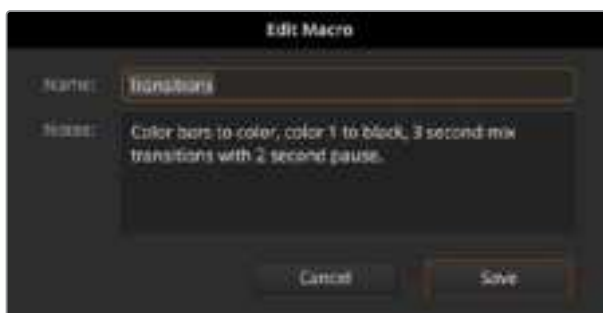 Edit Macro
Name: transitions
Notes: Color bars to color, color 1 to black, 3 second mix
transitions with 2 second pause.
Cancel Save